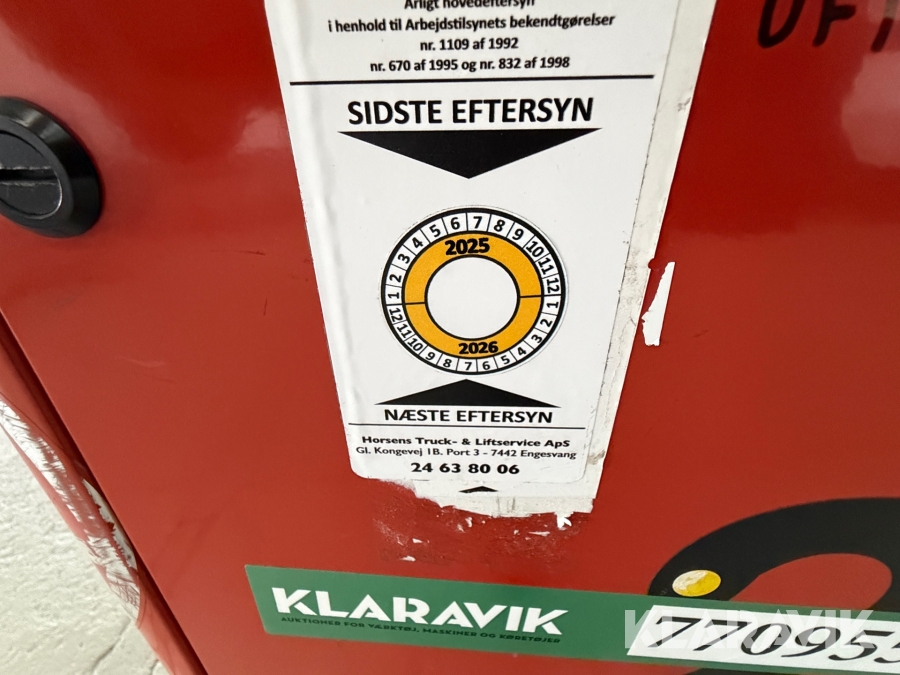 Årligt hovedeftersyn
i henhold til Arbejdstilsynets bekendtgørelser
nr. 1109 af 1992
nr. 670 af 1995 og nr. 832 af 1998
SIDSTE EFTERSYN
1 2 3 4 5 6 7 8 9 10 11 12
2025
2026
12 11 10 9 8 7 6 5 4 3 2 1
NÆSTE EFTERSYN
Horsens Truck- & Liftservice ApS
Gl. Kongevej 1B. Port 3 - 7442 Engesvang
24 63 80 06
KLARAVIK
AUKTIONER FOR VÆRKTØJ, MASKINER OG KØRETØJER
KLARAVIK